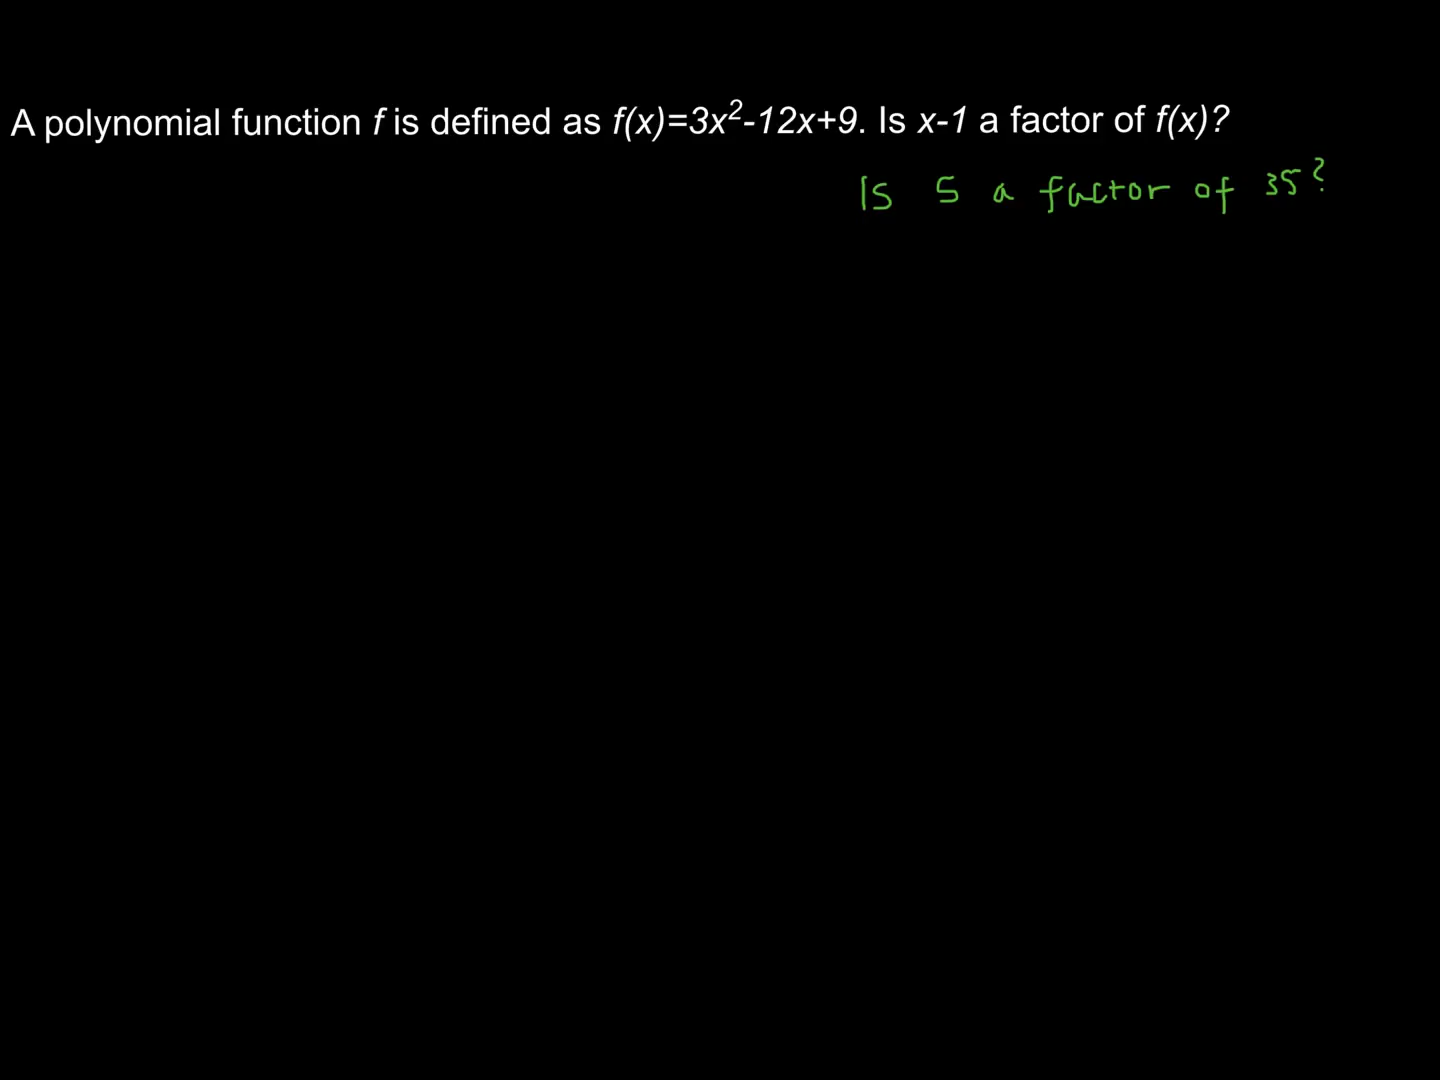 A polynomial function f is defined as f(x)=3x²-12x+9. Is x-1 a factor of f(x)?
Is 5 a factor of 35?